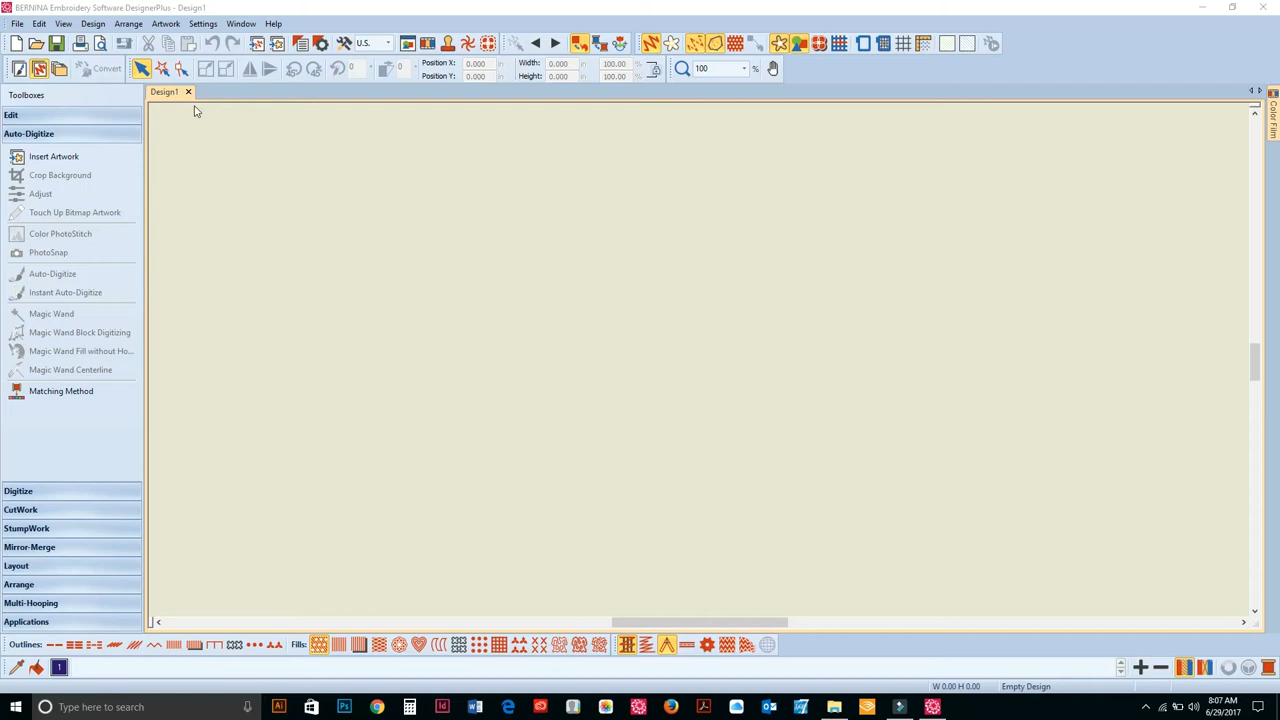 BERNINA Embroidery Software DesignerPlus - Design1
File Edit View Design Arrange Artwork Settings Window Help
U.S.
Convert 0 0 Position X: 0.000 Width: 0.000 100.00 % 100 %
Position Y: 0.000 Height: 0.000 100.00 %
Toolboxes
Design1
Edit
Auto-Digitize
Insert Artwork
Crop Background
Adjust
Touch Up Bitmap Artwork
Color PhotoStitch
PhotoSnap
Auto-Digitize
Instant Auto-Digitize
Magic Wand
Magic Wand Block Digitizing
Magic Wand Fill without Ho...
Magic Wand Centerline
Matching Method
Digitize
CutWork
StumpWork
Mirror-Merge
Layout
Arrange
Multi-Hooping
Applications
Color Film
Outlines: Fills:
1
W 0.00 H 0.00 Empty Design
Type here to search
8:07 AM
6/29/2017